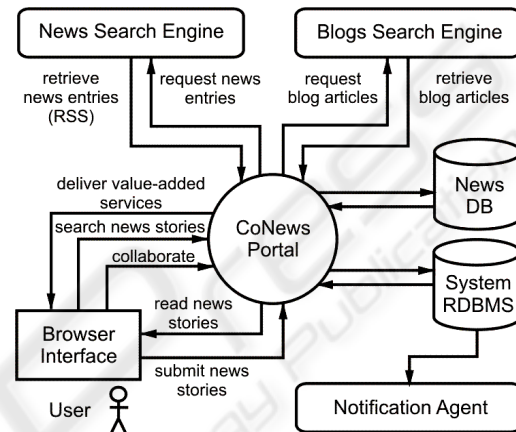 News Search Engine
Blogs Search Engine
retrieve
news entries
(RSS)
request news
entries
request
blog articles
retrieve
blog articles
deliver value-added
services
search news stories
collaborate
CoNews
Portal
News
DB
System
RDBMS
read news
stories
Browser
Interface
submit news
stories
User
Notification Agent